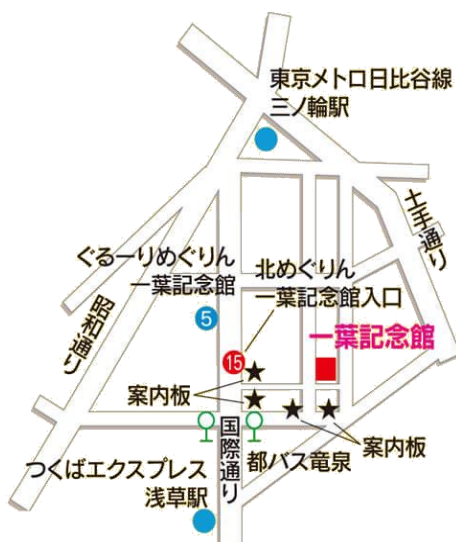 東京メトロ日比谷線
三ノ輪駅
土手通り
ぐるーりめぐりん
一葉記念館
北めぐりん
一葉記念館入口
昭和通り
5
15
一葉記念館
案内板
国際通り
案内板
つくばエクスプレス
浅草駅
都バス竜泉